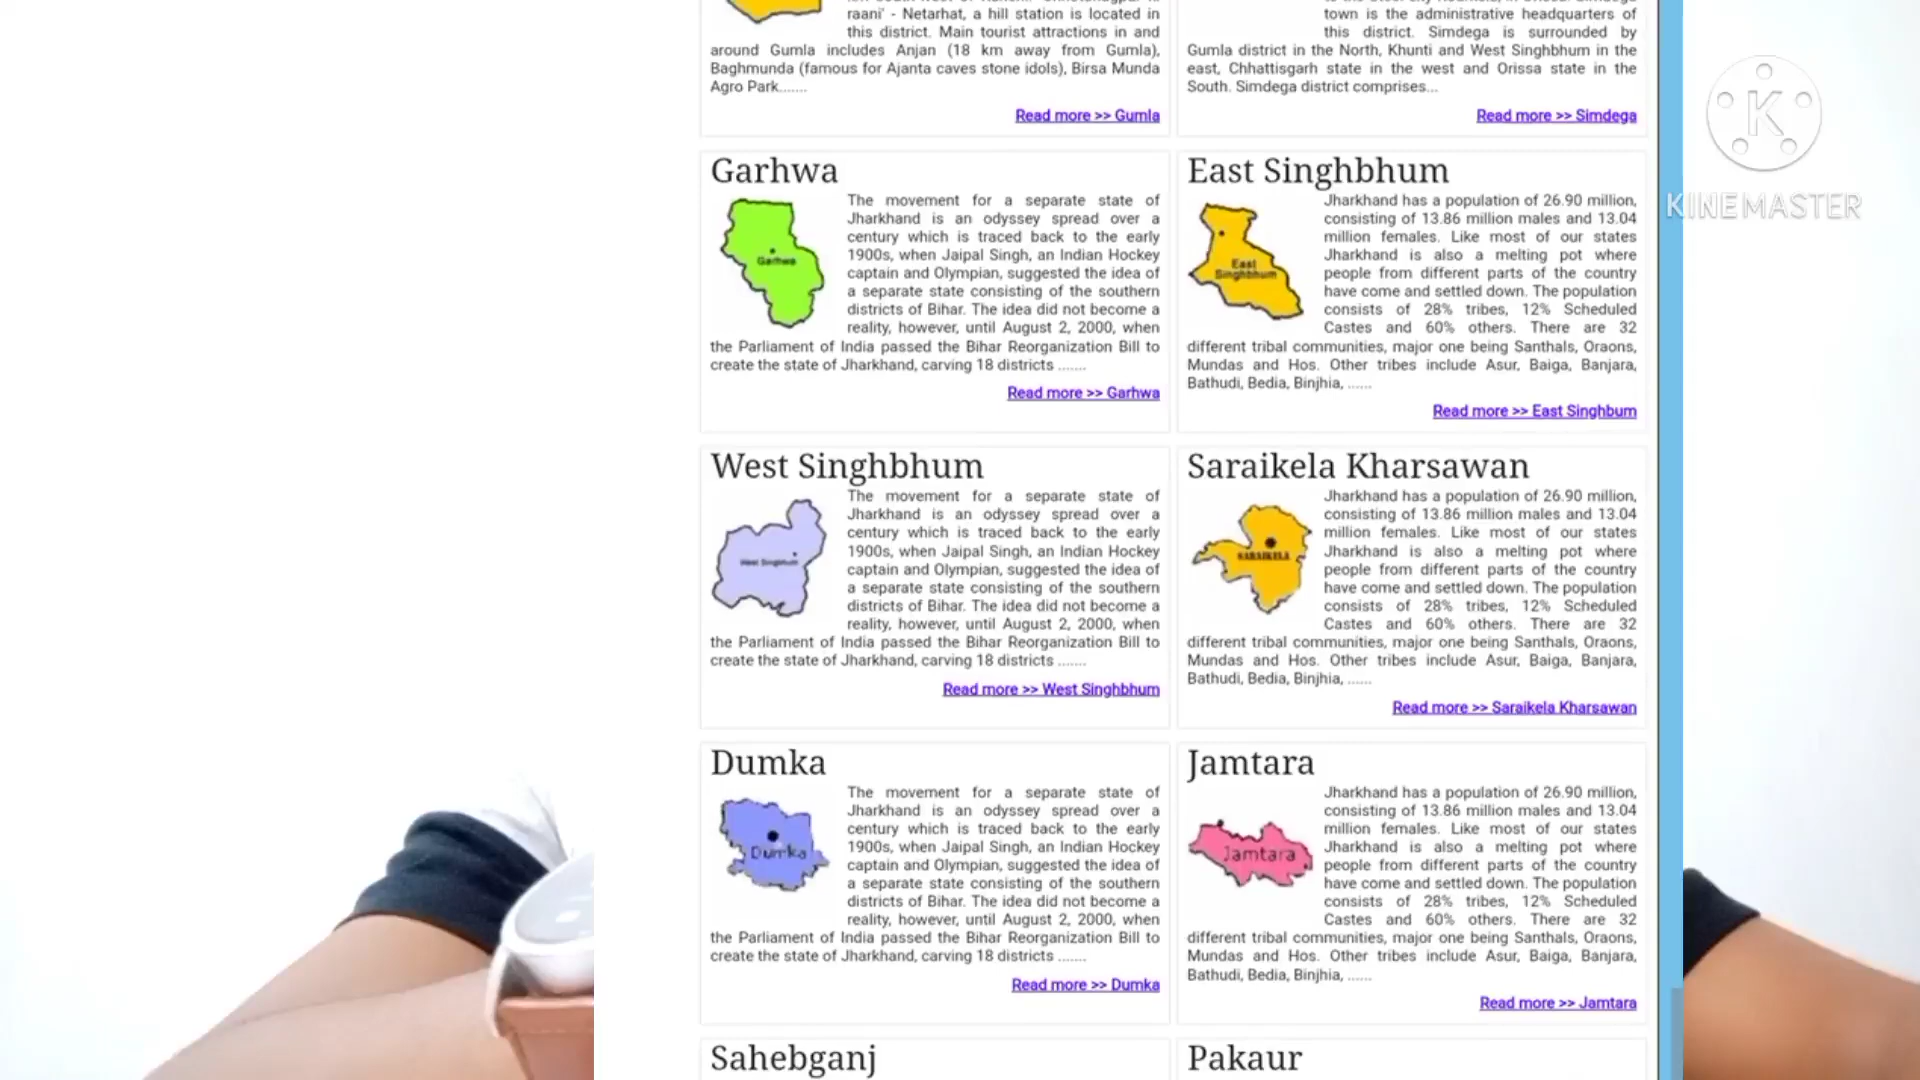 raani' - Netarhat, a hill station is located in
this district. Main tourist attractions in and
around Gumla includes Anjan (18 km away from Gumla),
Baghmunda (famous for Ajanta caves stone idols), Birsa Munda
Agro Park.......
Read more >> Gumla
town is the administrative headquarters of
this district. Simdega is surrounded by
Gumla district in the North, Khunti and West Singhbhum in the
east, Chhattisgarh state in the west and Orissa state in the
South. Simdega district comprises...
Read more >> Simdega
K
KINEMASTER
Garhwa
Garhwa
The movement for a separate state of
Jharkhand is an odyssey spread over a
century which is traced back to the early
1900s, when Jaipal Singh, an Indian Hockey
captain and Olympian, suggested the idea of
a separate state consisting of the southern
districts of Bihar. The idea did not become a
reality, however, until August 2, 2000, when
the Parliament of India passed the Bihar Reorganization Bill to
create the state of Jharkhand, carving 18 districts .......
Read more >> Garhwa
East Singhbhum
East
Singhbhum
Jharkhand has a population of 26.90 million,
consisting of 13.86 million males and 13.04
million females. Like most of our states
Jharkhand is also a melting pot where
people from different parts of the country
have come and settled down. The population
consists of 28% tribes, 12% Scheduled
Castes and 60% others. There are 32
different tribal communities, major one being Santhals, Oraons,
Mundas and Hos. Other tribes include Asur, Baiga, Banjara,
Bathudi, Bedia, Binjhia, ......
Read more >> East Singhbum
West Singhbhum
The movement for a separate state of
Jharkhand is an odyssey spread over a
century which is traced back to the early
1900s, when Jaipal Singh, an Indian Hockey
captain and Olympian, suggested the idea of
a separate state consisting of the southern
districts of Bihar. The idea did not become a
reality, however, until August 2, 2000, when
the Parliament of India passed the Bihar Reorganization Bill to
create the state of Jharkhand, carving 18 districts .......
Read more >> West Singhbhum
Saraikela Kharsawan
SARAIKELA
Jharkhand has a population of 26.90 million,
consisting of 13.86 million males and 13.04
million females. Like most of our states
Jharkhand is also a melting pot where
people from different parts of the country
have come and settled down. The population
consists of 28% tribes, 12% Scheduled
Castes and 60% others. There are 32
different tribal communities, major one being Santhals, Oraons,
Mundas and Hos. Other tribes include Asur, Baiga, Banjara,
Bathudi, Bedia, Binjhia, ......
Read more >> Saraikela Kharsawan
Dumka
Dumka
The movement for a separate state of
Jharkhand is an odyssey spread over a
century which is traced back to the early
1900s, when Jaipal Singh, an Indian Hockey
captain and Olympian, suggested the idea of
a separate state consisting of the southern
districts of Bihar. The idea did not become a
reality, however, until August 2, 2000, when
the Parliament of India passed the Bihar Reorganization Bill to
create the state of Jharkhand, carving 18 districts .......
Read more >> Dumka
Jamtara
Jamtara
Jharkhand has a population of 26.90 million,
consisting of 13.86 million males and 13.04
million females. Like most of our states
Jharkhand is also a melting pot where
people from different parts of the country
have come and settled down. The population
consists of 28% tribes, 12% Scheduled
Castes and 60% others. There are 32
different tribal communities, major one being Santhals, Oraons,
Mundas and Hos. Other tribes include Asur, Baiga, Banjara,
Bathudi, Bedia, Binjhia, ......
Read more >> Jamtara
Sahebganj
Pakaur